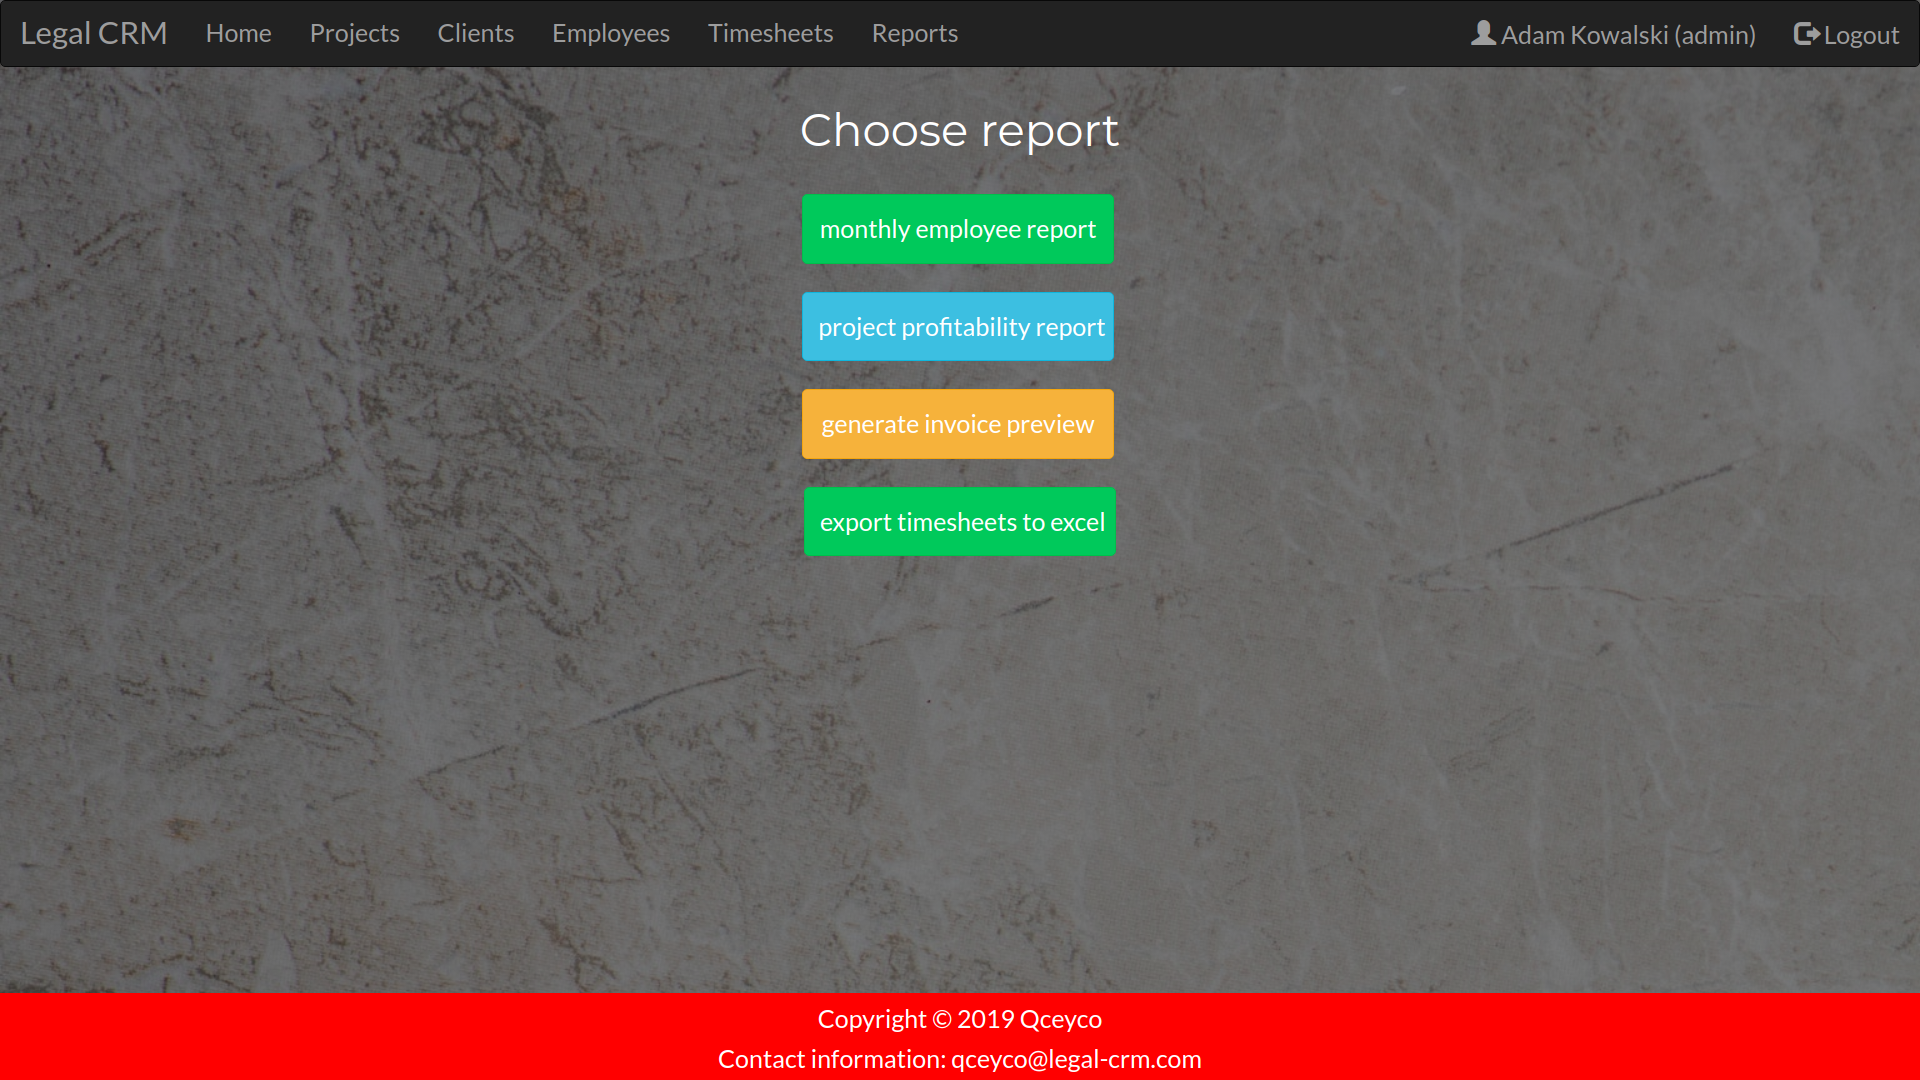 Legal CRM Home Projects Clients Employees Timesheets Reports Adam Kowalski (admin) Logout
Choose report
monthly employee report
project profitability report
generate invoice preview
export timesheets to excel
Copyright © 2019 Qceyco
Contact information: qceyco@legal-crm.com